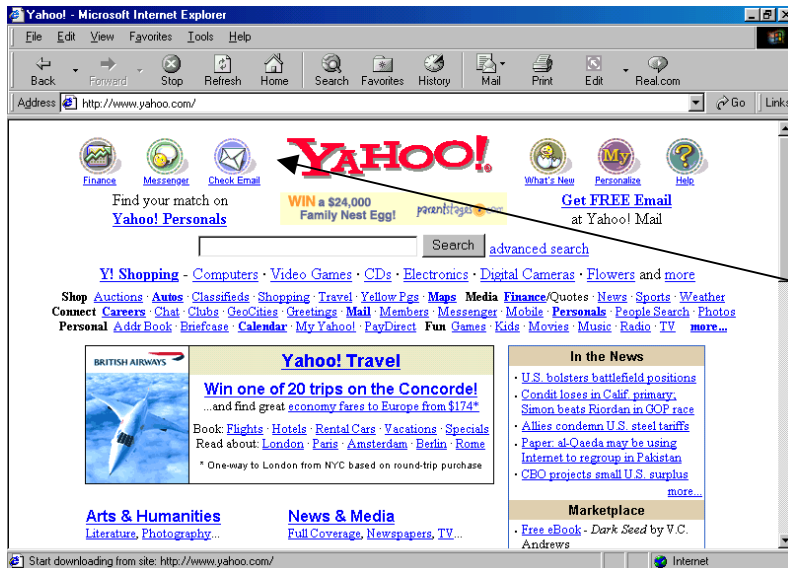 Yahoo! - Microsoft Internet Explorer
File Edit View Favorites Tools Help
Back Forward Stop Refresh Home Search Favorites History Mail Print Edit Real.com
Address http://www.yahoo.com/ Go Links
YAHOO!
My ?
Finance Messenger Check Email What's New Personalize Help
Find your match on
Yahoo! Personals
WIN a $24,000
Family Nest Egg!
parentstages.com
Get FREE Email
at Yahoo! Mail
Search advanced search
Y! Shopping - Computers · Video Games · CDs · Electronics · Digital Cameras · Flowers and more
Shop Auctions · Autos · Classifieds · Shopping · Travel · Yellow Pgs · Maps Media Finance/Quotes · News · Sports · Weather
Connect Careers · Chat · Clubs · GeoCities · Greetings · Mail · Members · Messenger · Mobile · Personals · People Search · Photos
Personal Addr Book · Briefcase · Calendar · My Yahoo! · PayDirect Fun Games · Kids · Movies · Music · Radio · TV more...
BRITISH AIRWAYS
Yahoo! Travel
Win one of 20 trips on the Concorde!
...and find great economy fares to Europe from $174*
Book: Flights · Hotels · Rental Cars · Vacations · Specials
Read about: London · Paris · Amsterdam · Berlin · Rome
* One-way to London from NYC based on round-trip purchase
In the News
· U.S. bolsters battlefield positions
· Condit loses in Calif. primary;
Simon beats Riordan in GOP race
· Allies condemn U.S. steel tariffs
· Paper: al-Qaeda may be using
Internet to regroup in Pakistan
· CBO projects small U.S. surplus
more...
Marketplace
· Free eBook - Dark Seed by V.C.
Andrews
Arts & Humanities
Literature, Photography...
News & Media
Full Coverage, Newspapers, TV...
Start downloading from site: http://www.yahoo.com/ Internet